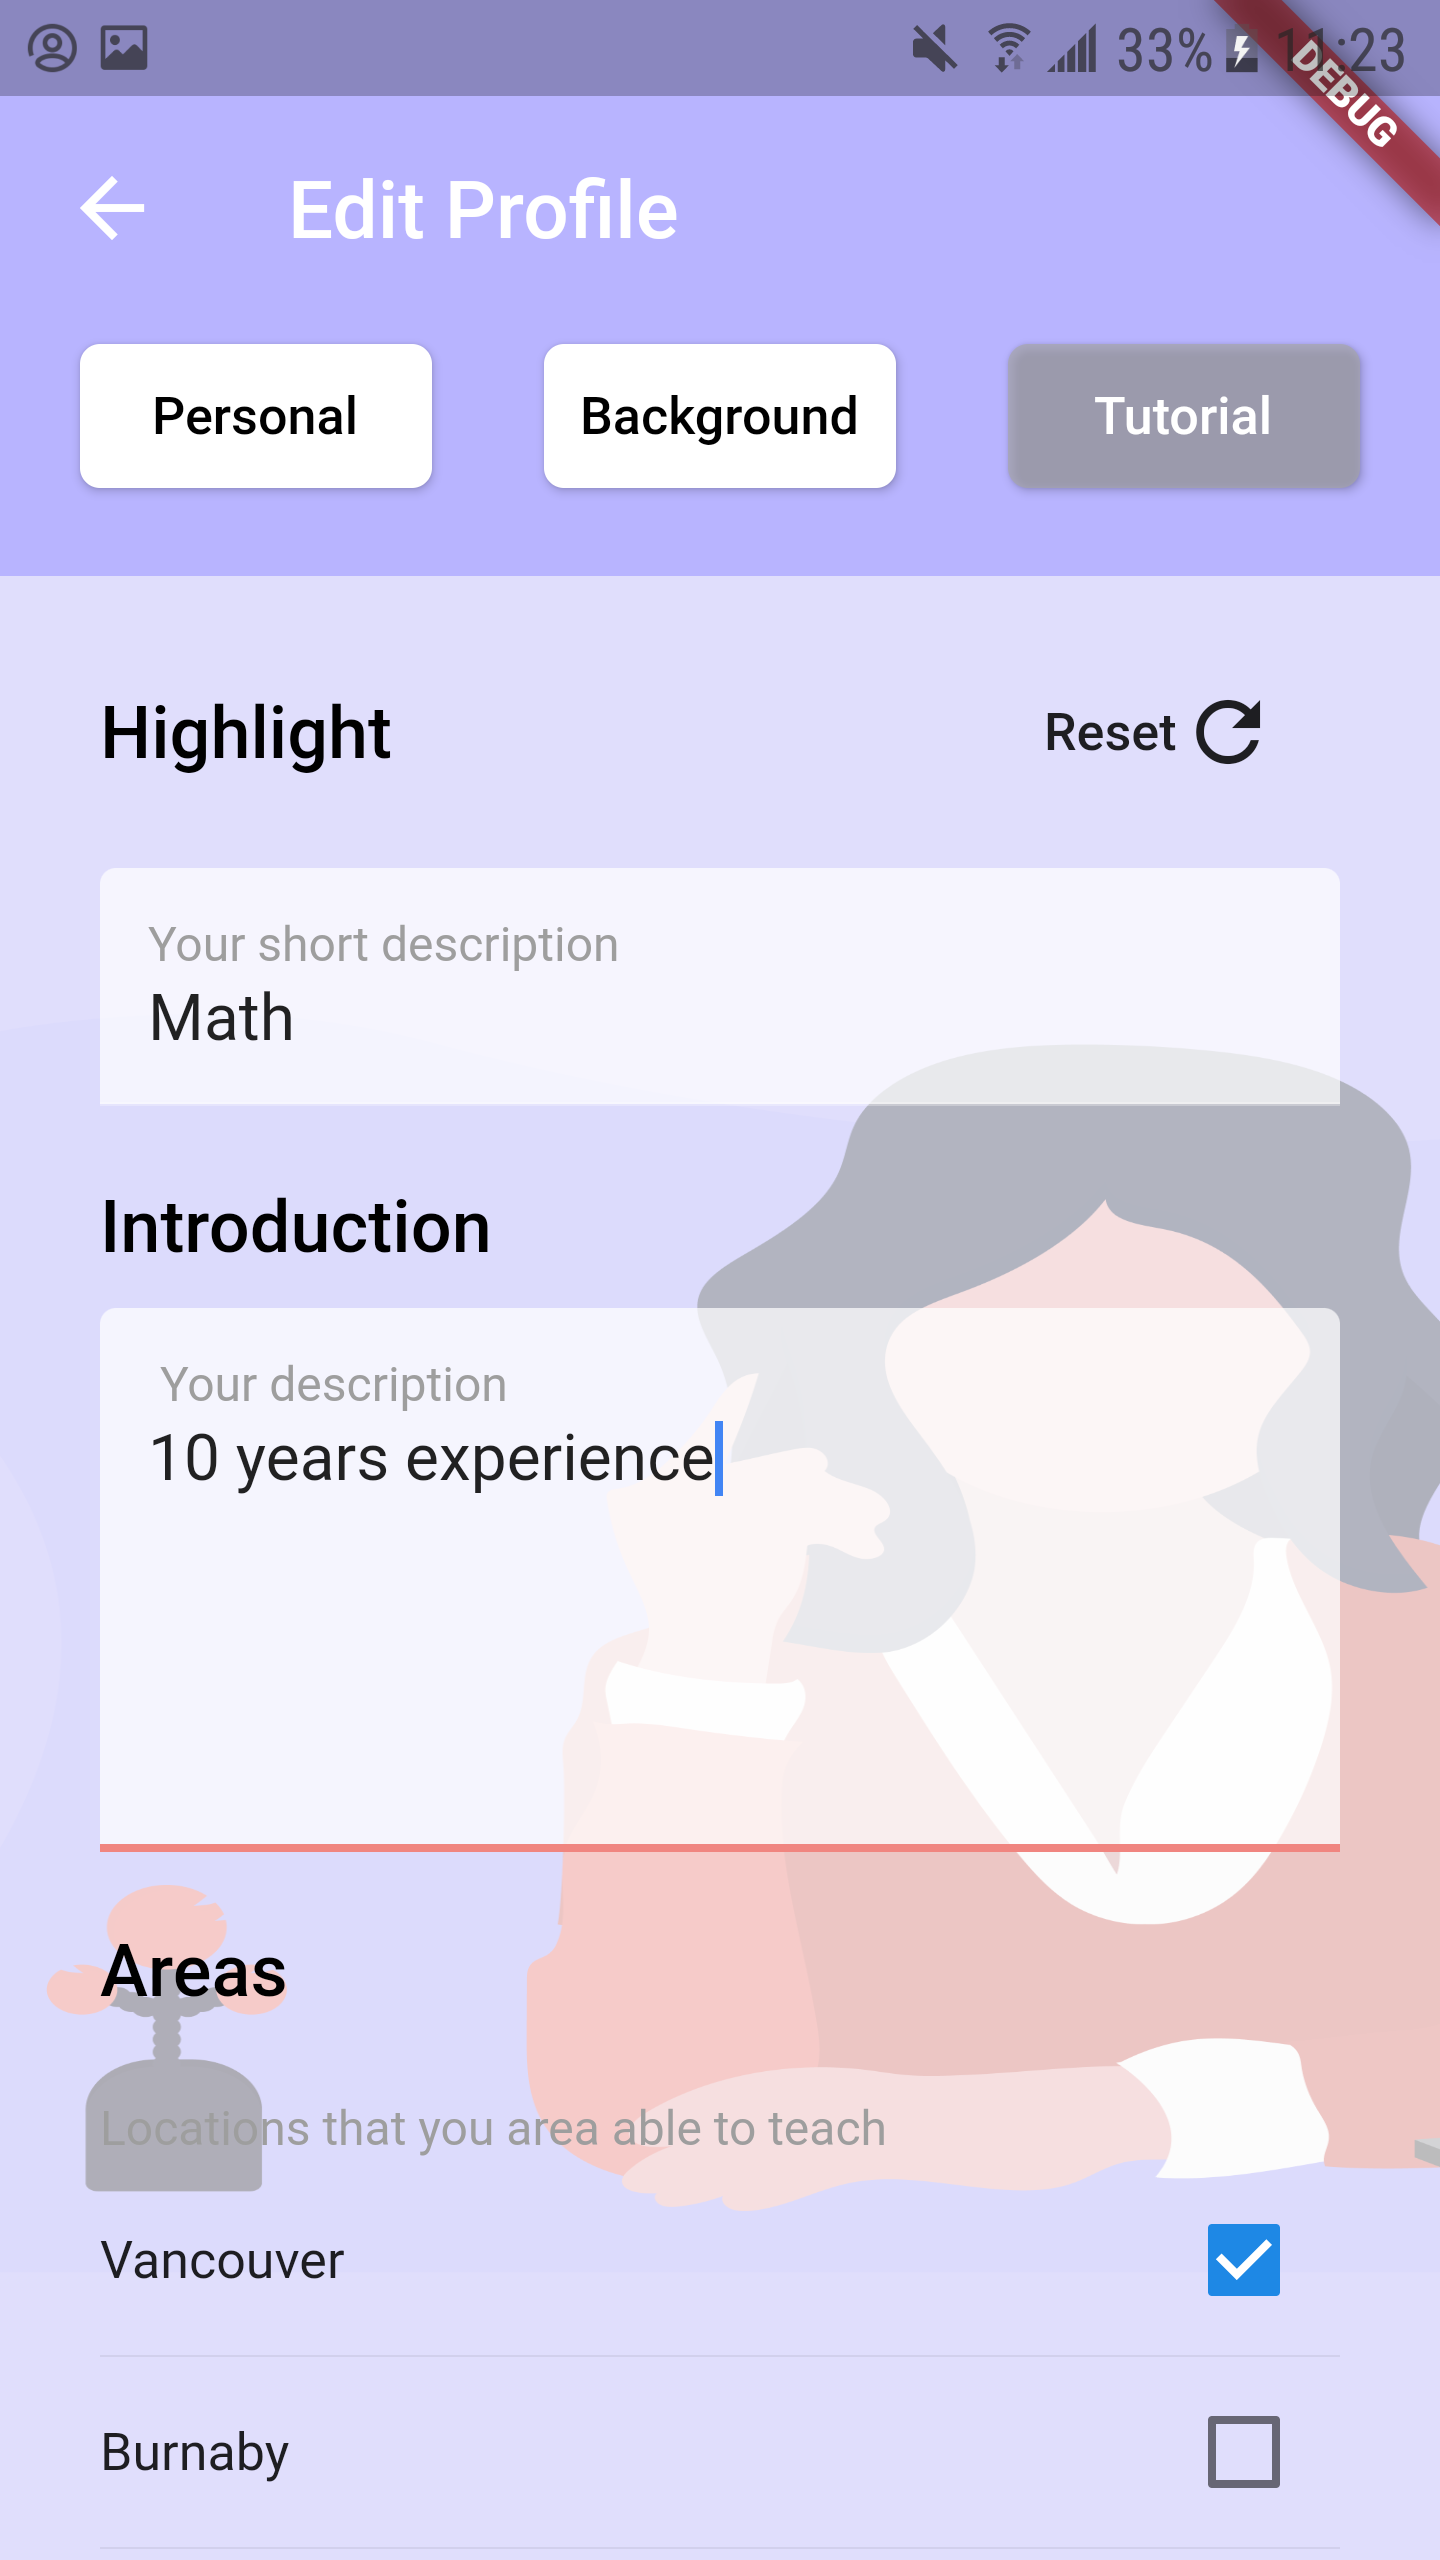 33% 11:23
DEBUG
Edit Profile
Personal Background Tutorial
Highlight Reset
Your short description
Math
Introduction
Your description
10 years experience
Areas
Locations that you area able to teach
Vancouver
Burnaby